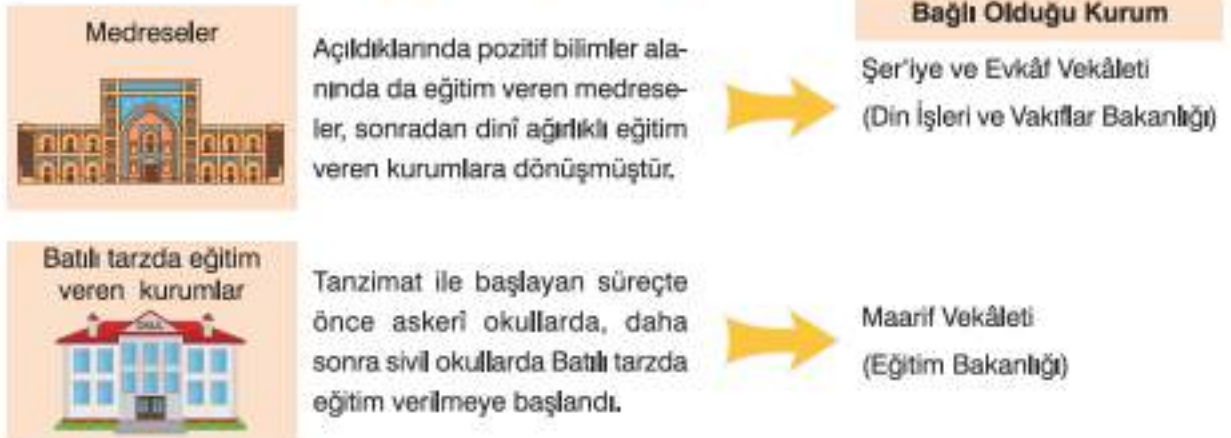 Medreseler
Açıldıklarında pozitif bilimler ala-
nında da eğitim veren medrese-
ler, sonradan dinî ağırlıklı eğitim
veren kurumlara dönüşmüştür.
Bağlı Olduğu Kurum
Şer'iye ve Evkâf Vekâleti
(Din İşleri ve Vakıflar Bakanlığı)
Batılı tarzda eğitim
veren kurumlar
OKUL
Tanzimat ile başlayan süreçte
önce askerî okullarda, daha
sonra sivil okullarda Batılı tarzda
eğitim verilmeye başlandı.
Maarif Vekâleti
(Eğitim Bakanlığı)